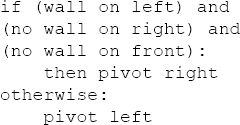 if (wall on left) and
(no wall on right) and
(no wall on front):
    then pivot right
otherwise:
    pivot left